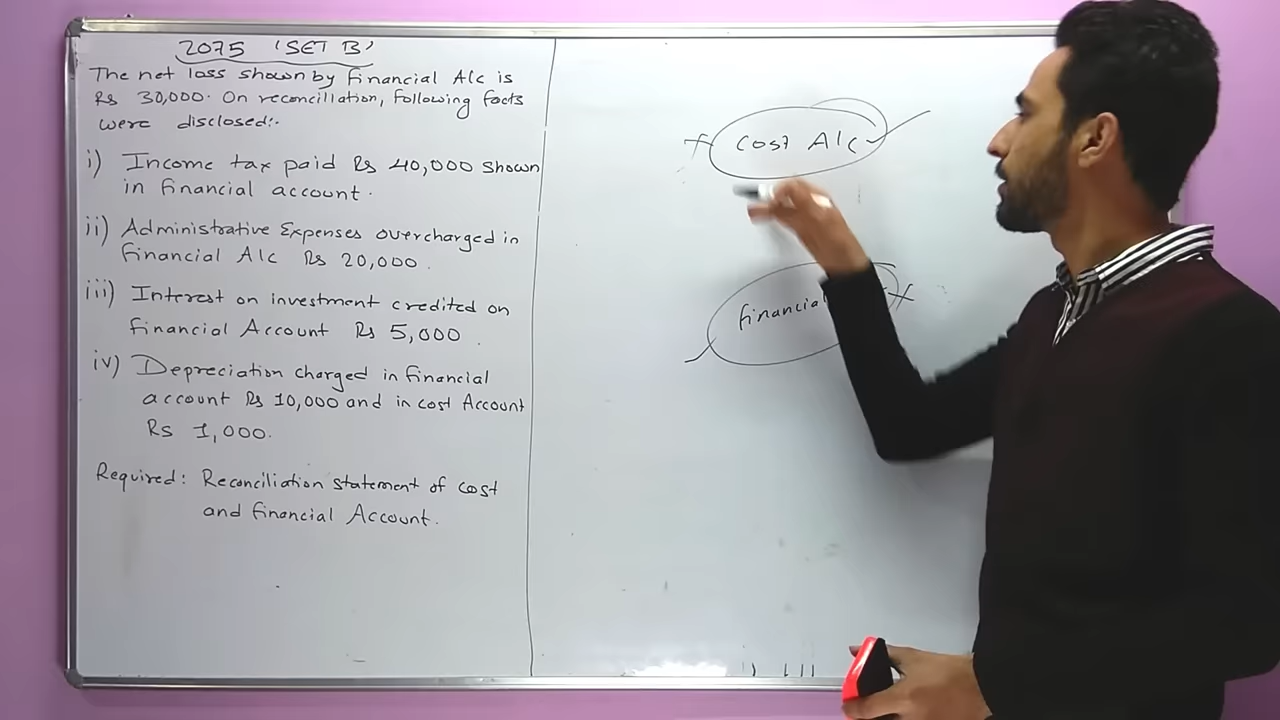 2075 'SET B'
The net loss shown by financial A/c is
Rs 30,000. On reconcillation, following facts
were disclosed:-
i) Income tax paid Rs 40,000 shown
in financial account.
ii) Administrative Expenses overcharged in
financial A/c Rs 20,000.
iii) Interest on investment credited on
financial Account Rs 5,000.
iv) Depreciation charged in financial
account Rs 10,000 and in cost Account
Rs 1,000.
Required: Reconciliation statement of cost
and financial Account.
+ cost A/c -
financial
- +